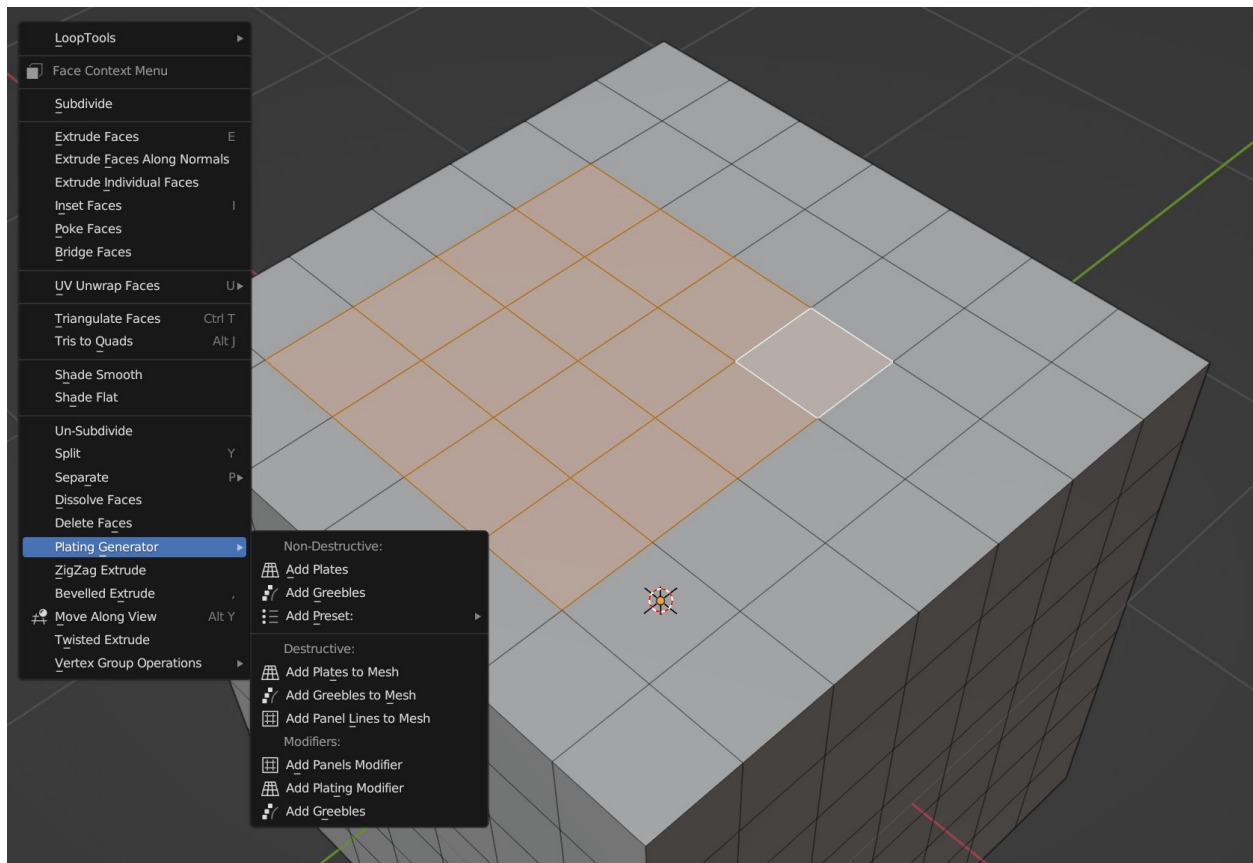 LoopTools
Face Context Menu
Subdivide
Extrude Faces E
Extrude Faces Along Normals
Extrude Individual Faces
Inset Faces I
Poke Faces
Bridge Faces
UV Unwrap Faces U
Triangulate Faces Ctrl T
Tris to Quads Alt J
Shade Smooth
Shade Flat
Un-Subdivide
Split Y
Separate P
Dissolve Faces
Delete Faces
Plating Generator
ZigZag Extrude
Bevelled Extrude ,
Move Along View Alt Y
Twisted Extrude
Vertex Group Operations
Non-Destructive:
Add Plates
Add Greebles
Add Preset:
Destructive:
Add Plates to Mesh
Add Greebles to Mesh
Add Panel Lines to Mesh
Modifiers:
Add Panels Modifier
Add Plating Modifier
Add Greebles